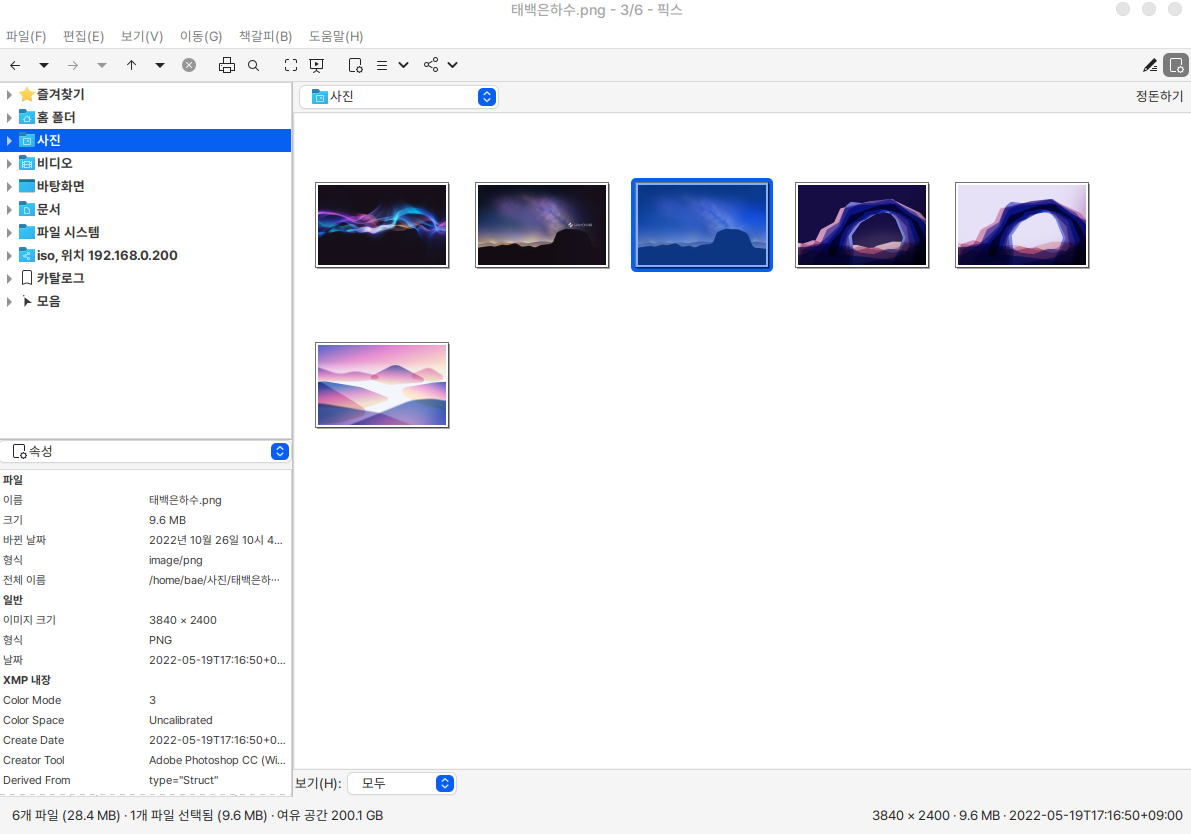 태백은하수.png - 3/6 - 픽스
파일(F) 편집(E) 보기(V) 이동(G) 책갈피(B) 도움말(H)
즐겨찾기
홈 폴더
사진
비디오
바탕화면
문서
파일 시스템
iso, 위치 192.168.0.200
카탈로그
모음
사진
정돈하기
속성
파일
이름 태백은하수.png
크기 9.6 MB
바뀐 날짜 2022년 10월 26일 10시 4...
형식 image/png
전체 이름 /home/bae/사진/태백은하...
일반
이미지 크기 3840 × 2400
형식 PNG
날짜 2022-05-19T17:16:50+0...
XMP 내장
Color Mode 3
Color Space Uncalibrated
Create Date 2022-05-19T17:16:50+0...
Creator Tool Adobe Photoshop CC (Wi...
Derived From type="Struct"
보기(H): 모두
6개 파일 (28.4 MB) · 1개 파일 선택됨 (9.6 MB) · 여유 공간 200.1 GB
3840 × 2400 · 9.6 MB · 2022-05-19T17:16:50+09:00